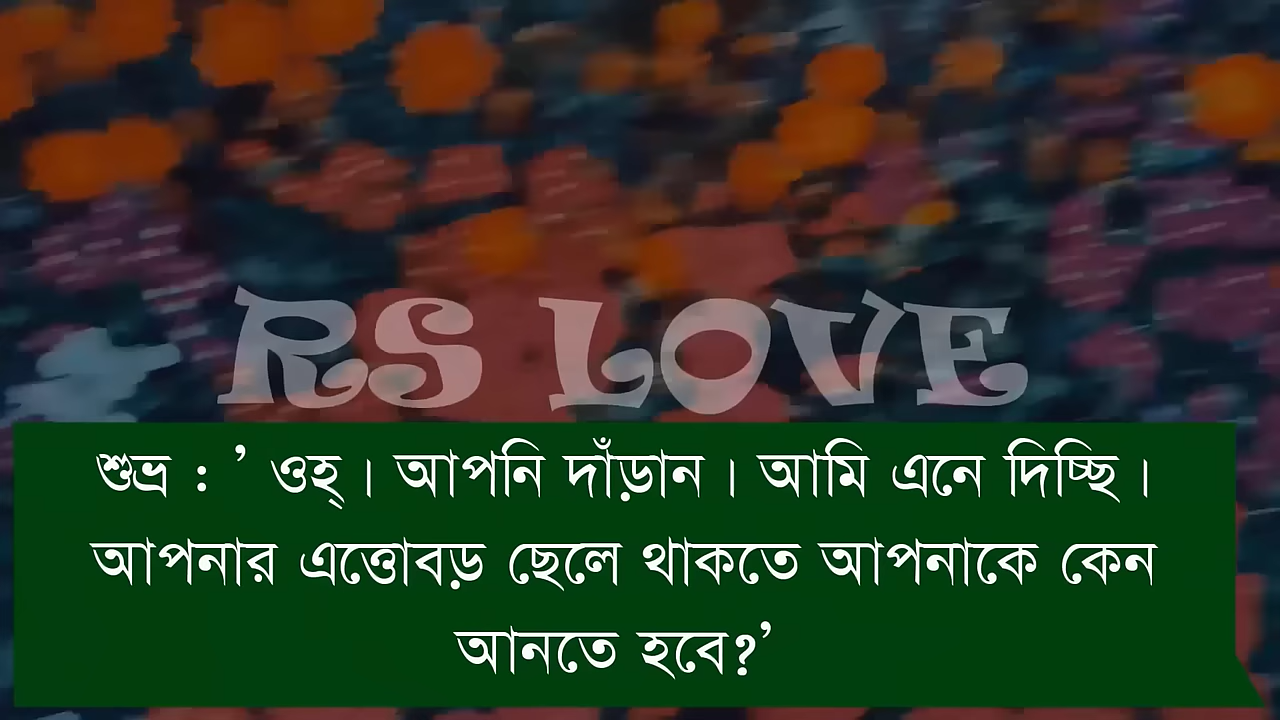 RS LOVE
শুভ্র : ’ ওহ্। আপনি দাঁড়ান। আমি এনে দিচ্ছি।
আপনার এত্তোবড় ছেলে থাকতে আপনাকে কেন
আনতে হবে?’